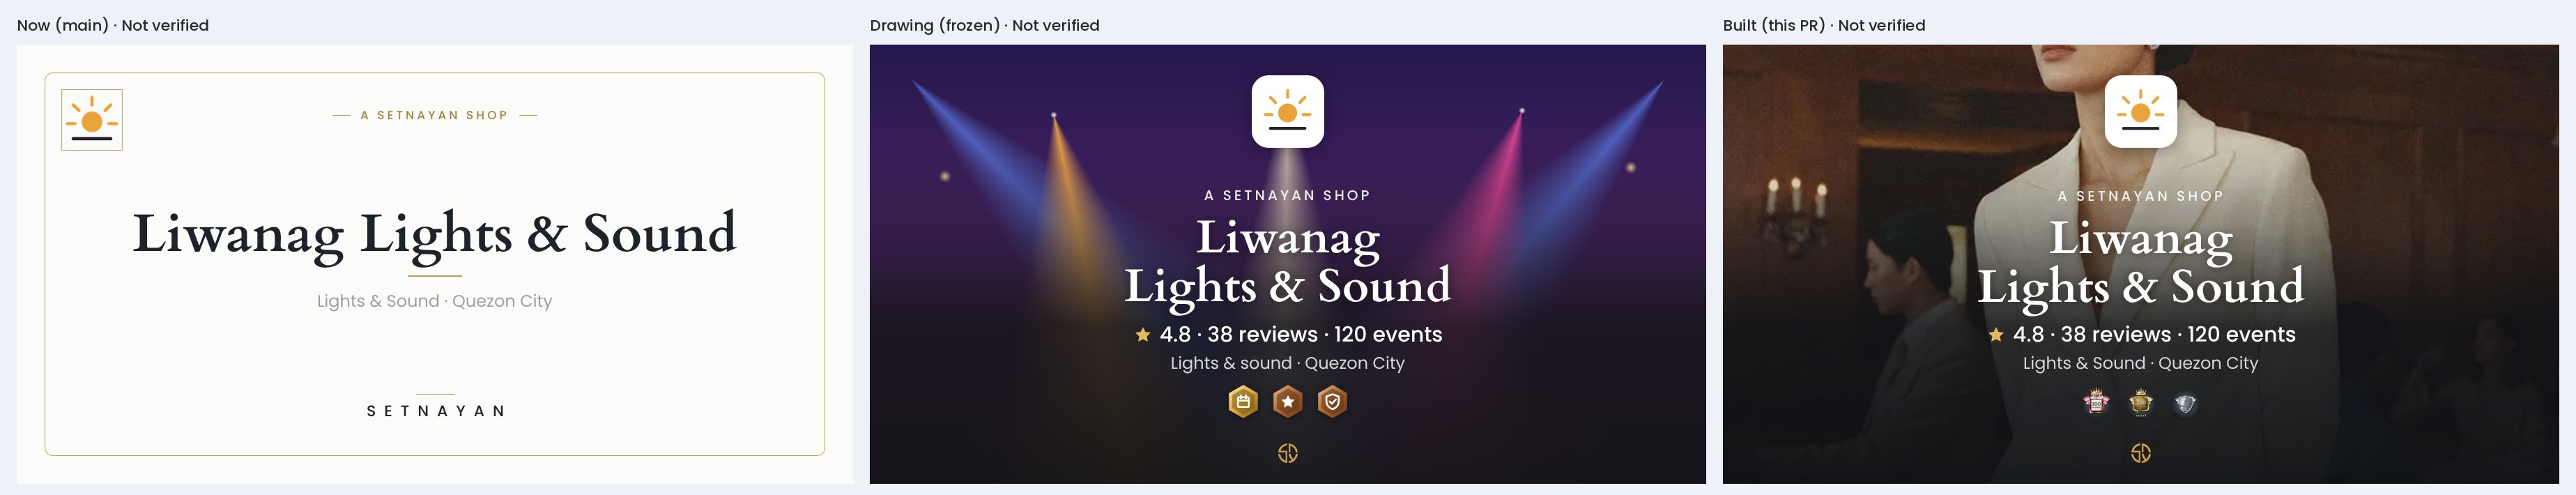 Now (main) · Not verified
A SETNAYAN SHOP
Liwanag Lights & Sound
Lights & Sound · Quezon City
SETNAYAN
Drawing (frozen) · Not verified
A SETNAYAN SHOP
Liwanag
Lights & Sound
4.8 · 38 reviews · 120 events
Lights & sound · Quezon City
Built (this PR) · Not verified
A SETNAYAN SHOP
Liwanag
Lights & Sound
4.8 · 38 reviews · 120 events
Lights & Sound · Quezon City